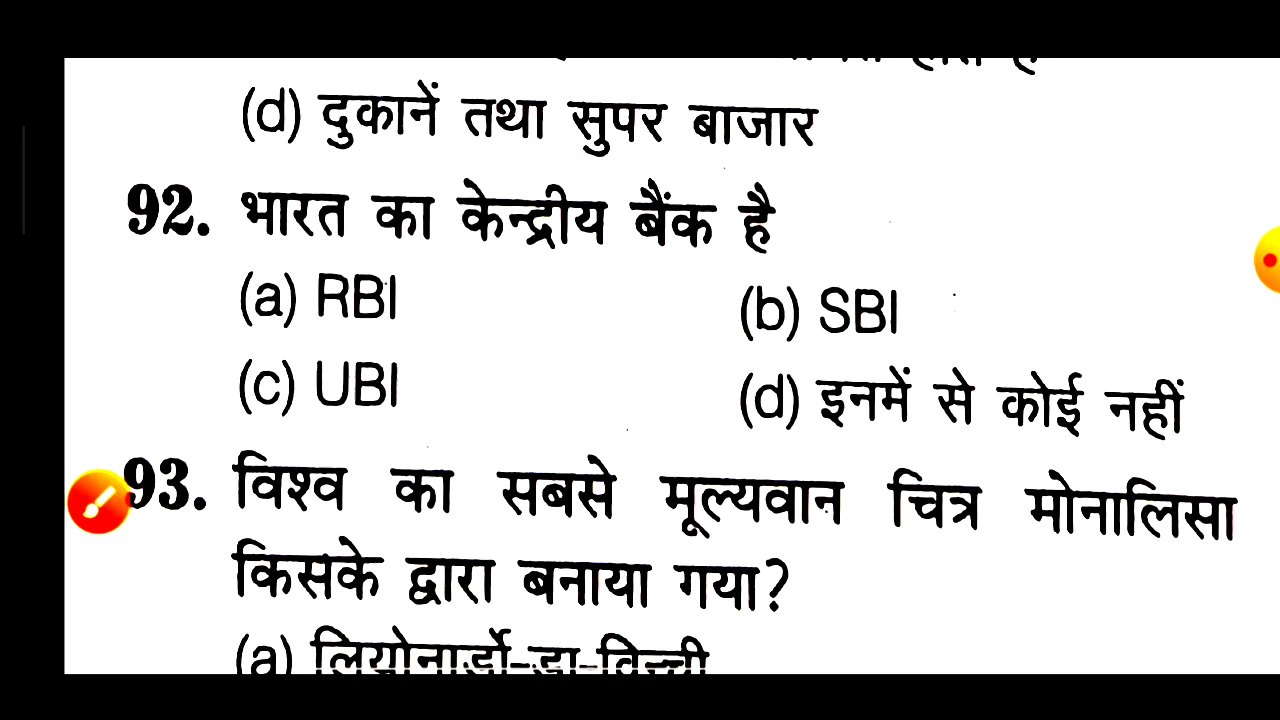 (d) दुकानें तथा सुपर बाजार
92. भारत का केन्द्रीय बैंक है
(a) RBI (b) SBI
(c) UBI (d) इनमें से कोई नहीं
93. विश्व का सबसे मूल्यवान चित्र मोनालिसा
किसके द्वारा बनाया गया?
(a) लियोनार्डो-डा-विन्ची